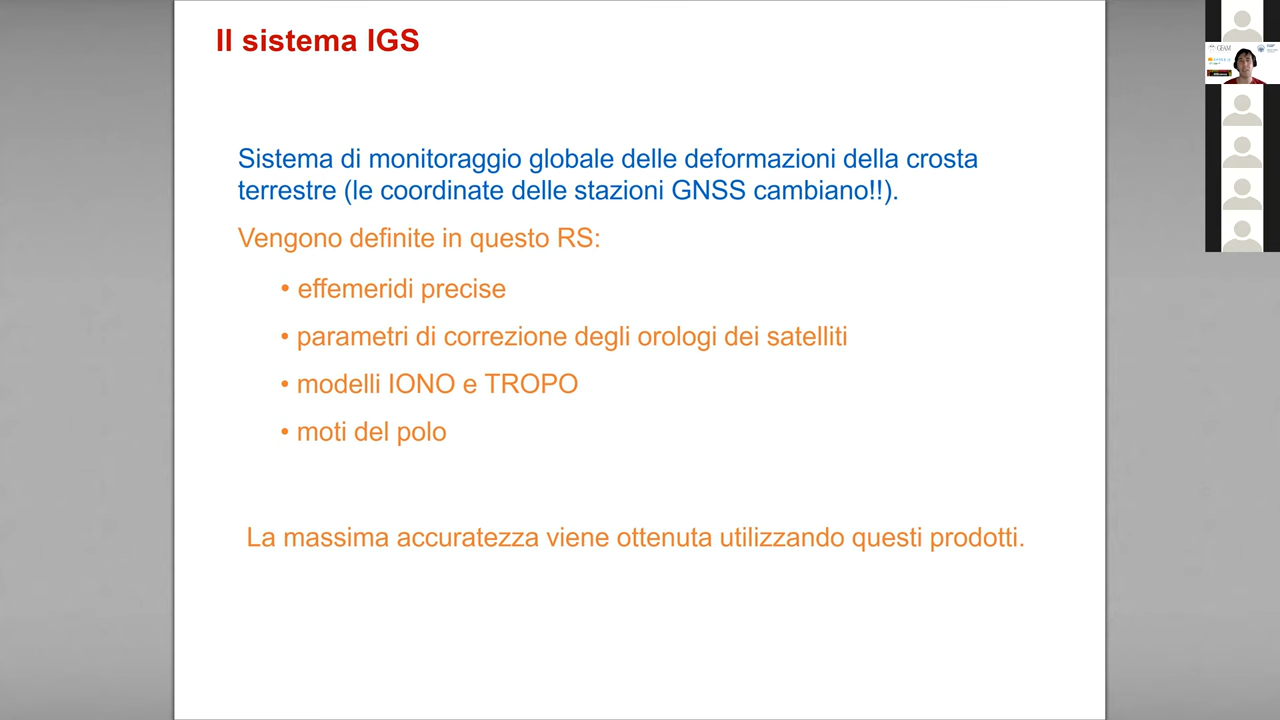 Il sistema IGS
Sistema di monitoraggio globale delle deformazioni della crosta
terrestre (le coordinate delle stazioni GNSS cambiano!!).
Vengono definite in questo RS:
• effemeridi precise
• parametri di correzione degli orologi dei satelliti
• modelli IONO e TROPO
• moti del polo
La massima accuratezza viene ottenuta utilizzando questi prodotti.
GEAM